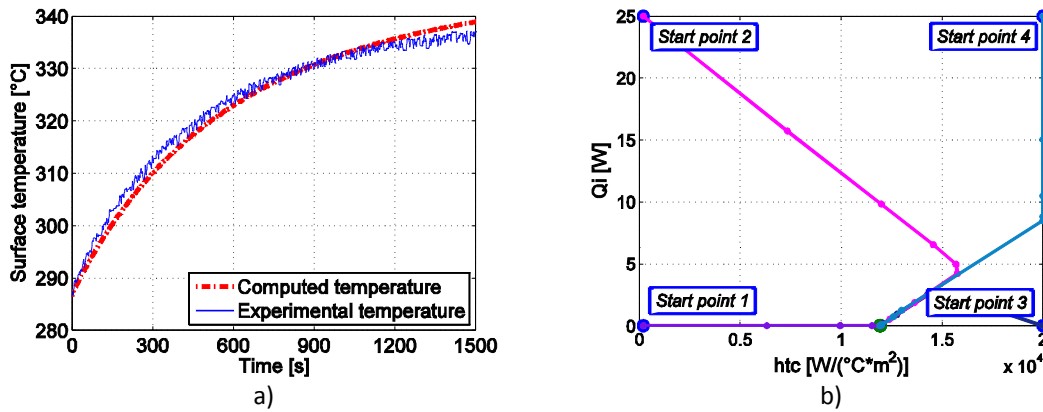 Surface temperature [°C]
340
330
320
310
300
290
280
0
300
600
900
1200
1500
Time [s]
Computed temperature
Experimental temperature
a)
Qi [W]
25
20
15
10
5
0
Start point 2
Start point 4
Start point 1
Start point 3
0
0.5
1
1.5
2
x 10⁴
htc [W/(°C*m²)]
b)